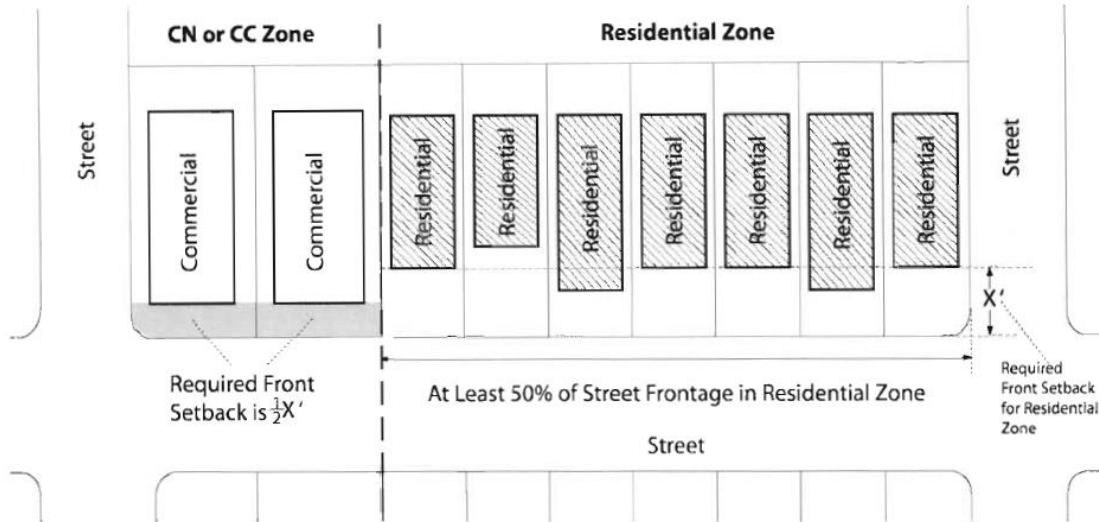 CN or CC Zone
Residential Zone
Street
Commercial
Commercial
Residential
Residential
Residential
Residential
Residential
Residential
Residential
Street
X'
Required Front
Setback is ½X'
At Least 50% of Street Frontage in Residential Zone
Required
Front Setback
for Residential
Zone
Street